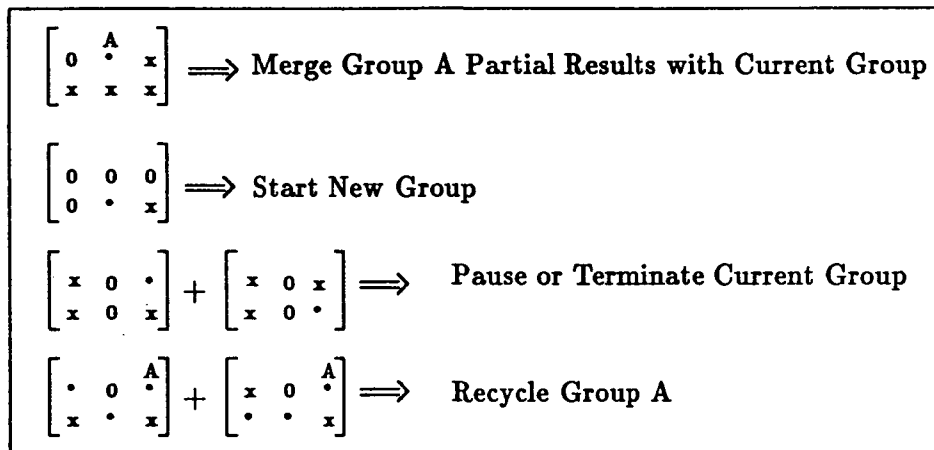 A
0 • x ⟹ Merge Group A Partial Results with Current Group
x x x
0 0 0 ⟹ Start New Group
0 • x
x 0 • + x 0 x ⟹ Pause or Terminate Current Group
x 0 x x 0 •
A A
• 0 • + x 0 • ⟹ Recycle Group A
x • x • • x